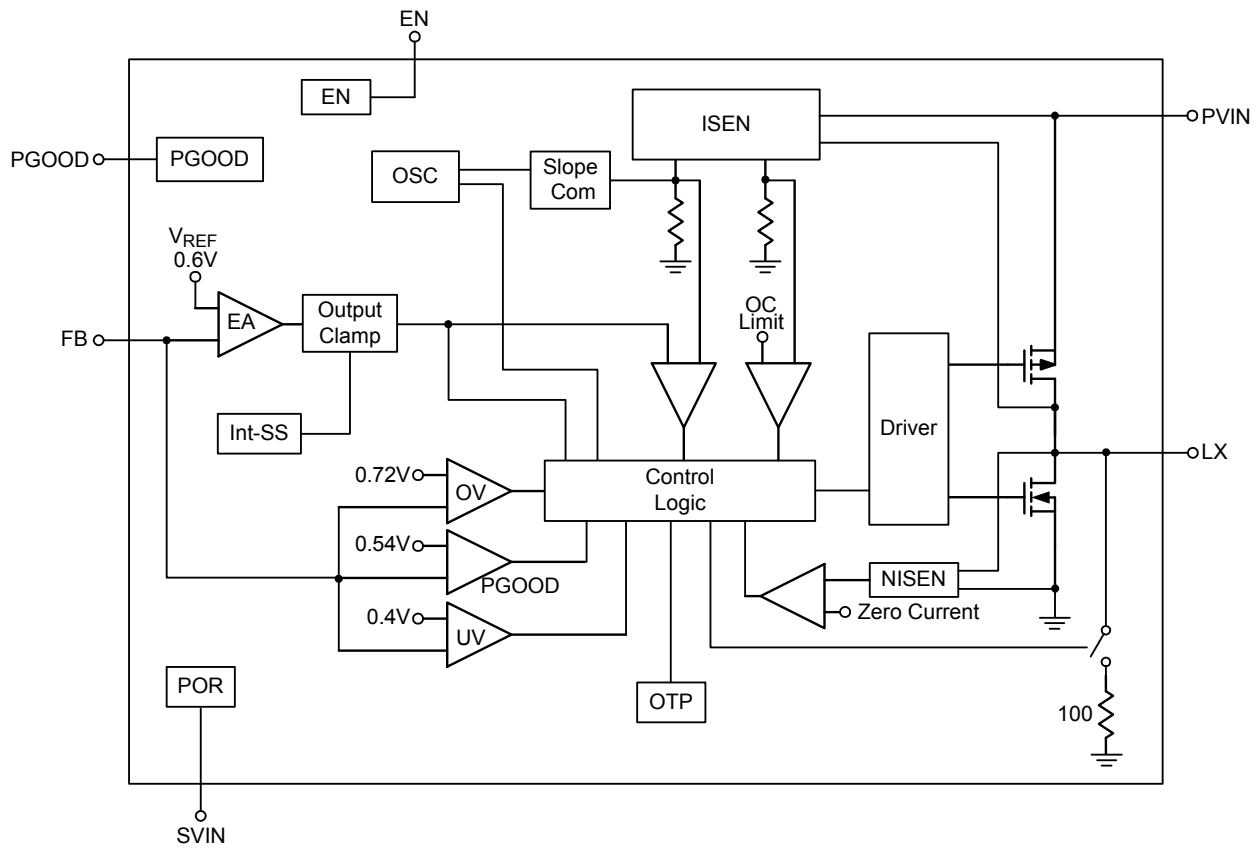 EN
EN
PGOOD
PGOOD
ISEN
PVIN
OSC
Slope
Com
VREF
0.6V
EA
Output
Clamp
FB
OC
Limit
Int-SS
Driver
LX
0.72V
OV
Control
Logic
0.54V
PGOOD
NISEN
Zero Current
0.4V
UV
POR
OTP
100
SVIN